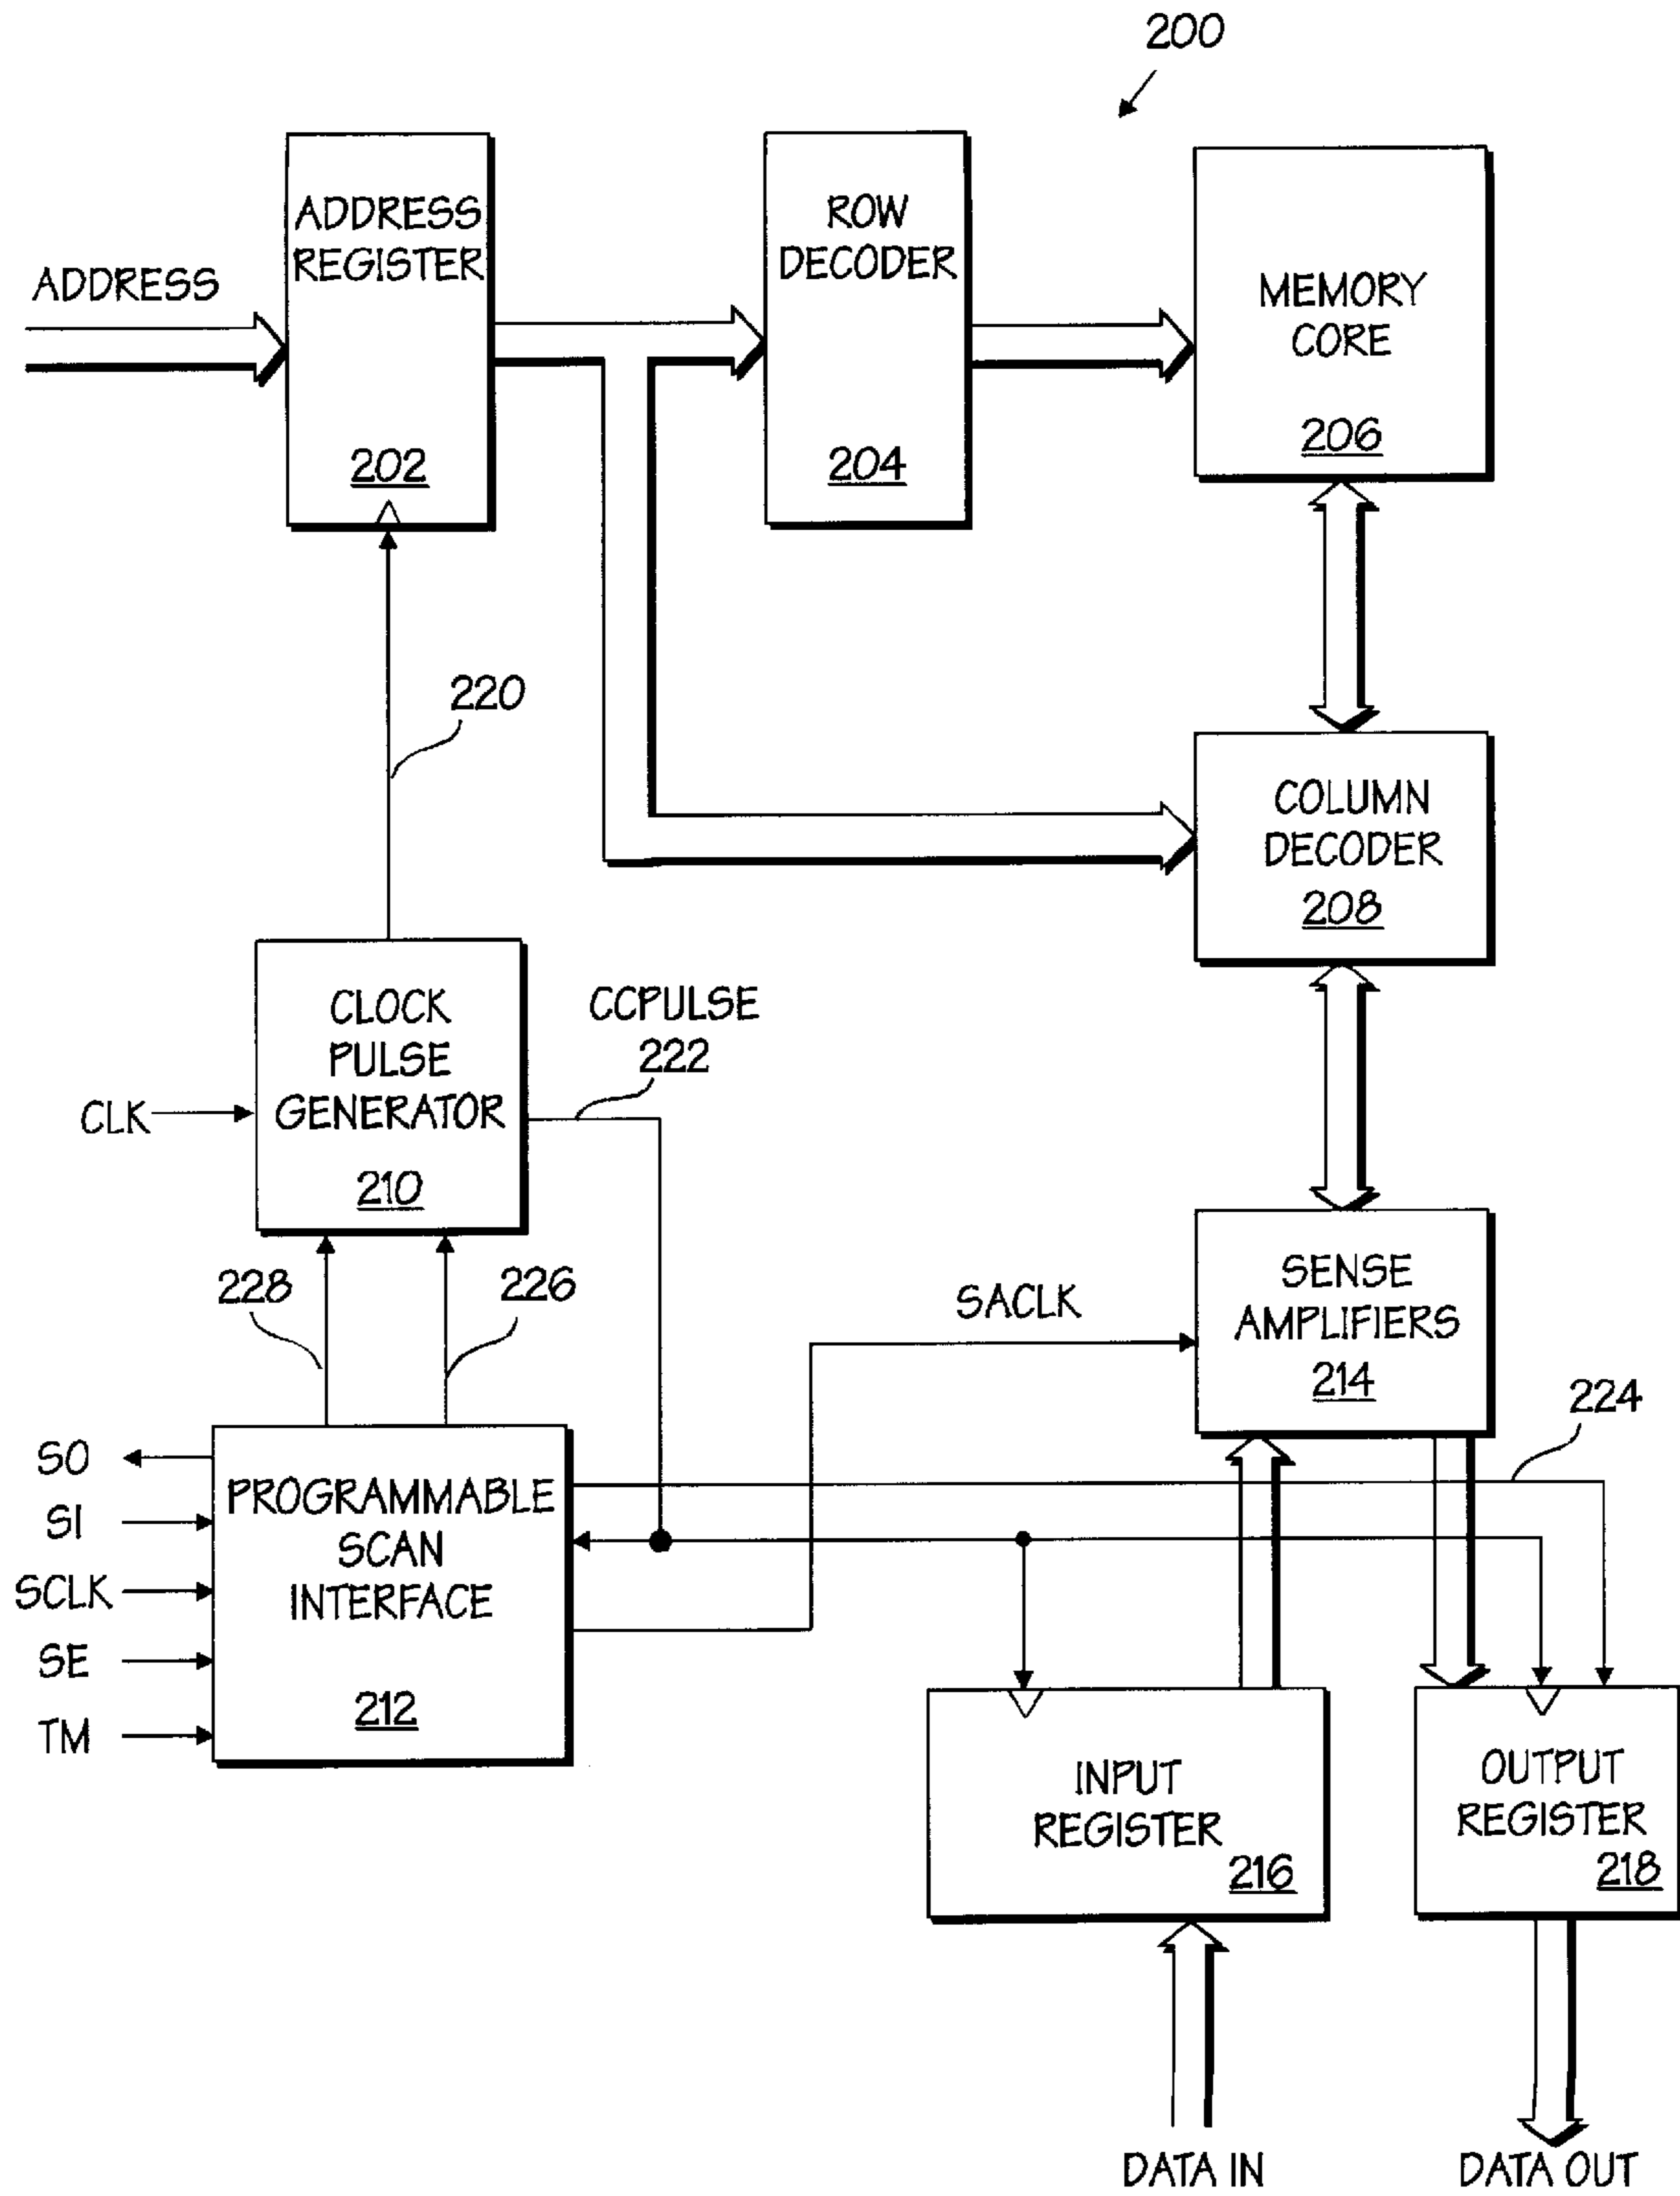 200
ADDRESS
ADDRESS
REGISTER
202
ROW
DECODER
204
MEMORY
CORE
206
220
COLUMN
DECODER
208
CLK
CLOCK
PULSE
GENERATOR
210
CCPULSE
222
228
226
SACLK
SENSE
AMPLIFIERS
214
224
SO
SI
SCLK
SE
TM
PROGRAMMABLE
SCAN
INTERFACE
212
INPUT
REGISTER
216
OUTPUT
REGISTER
218
DATA IN
DATA OUT